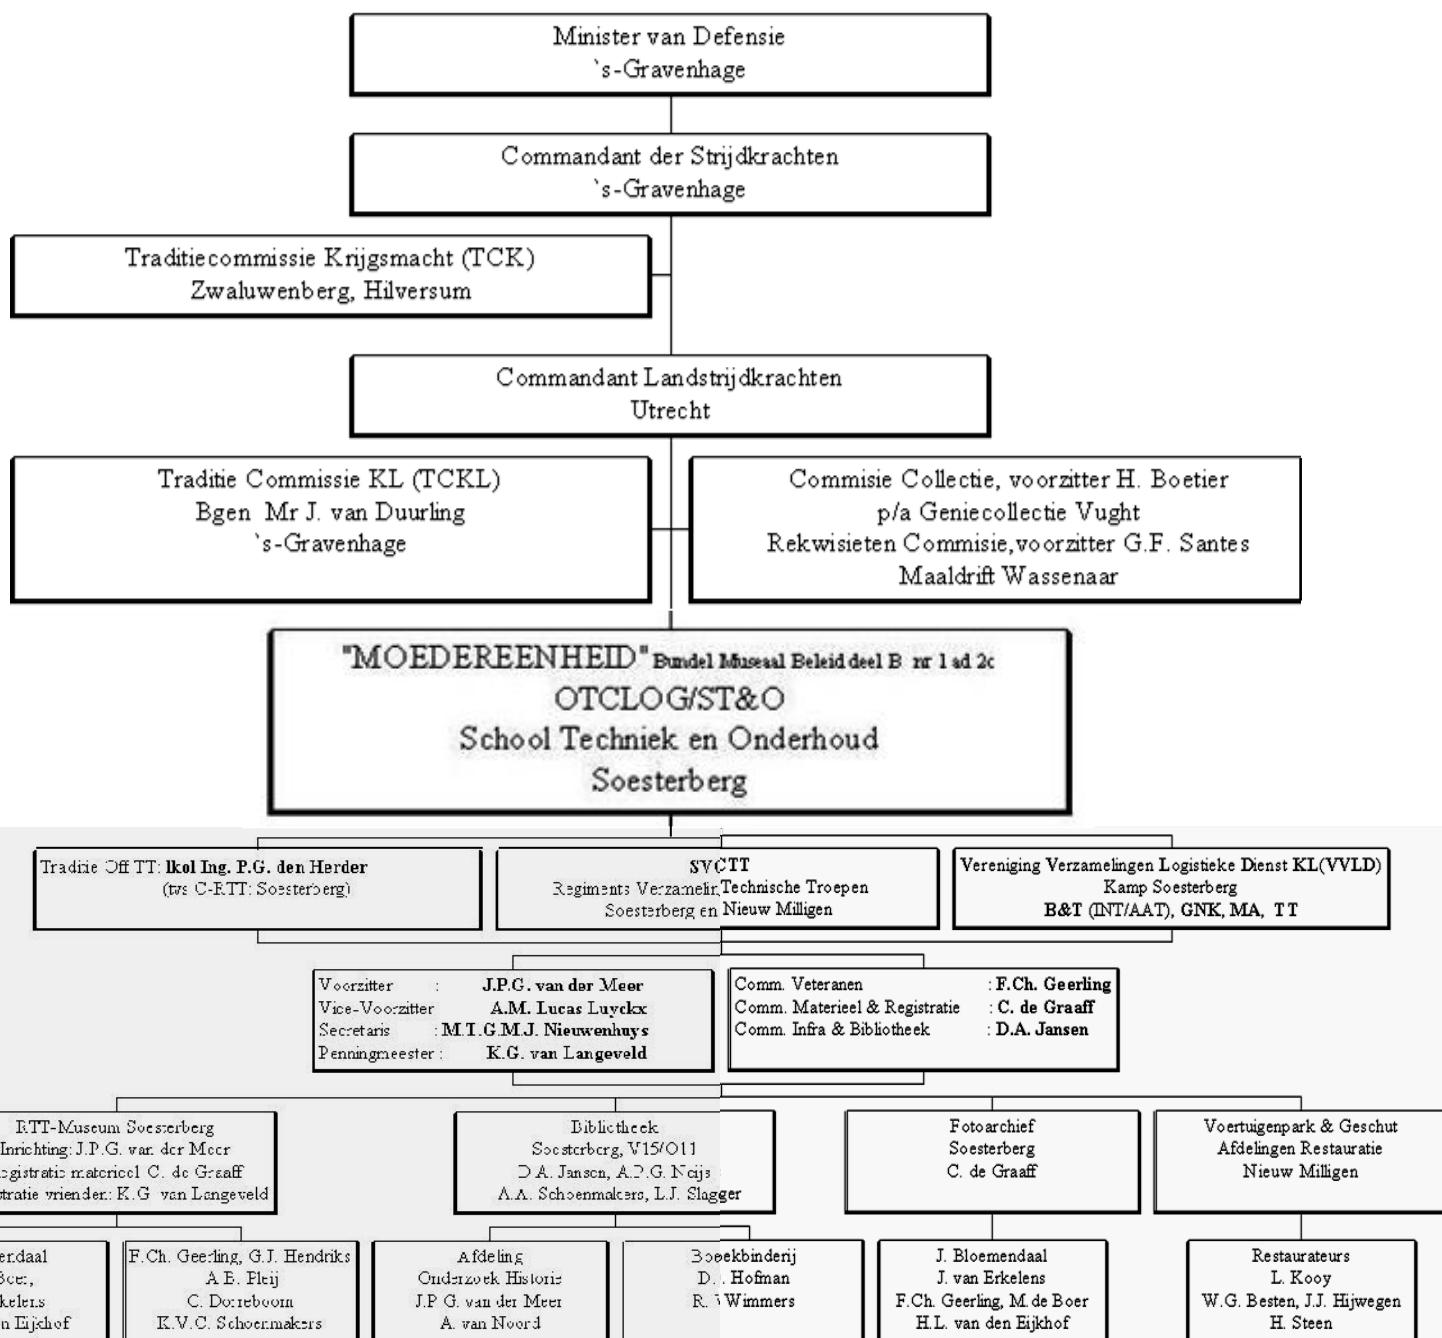 Minister van Defensie
`s-Gravenhage
Commandant der Strijdkrachten
`s-Gravenhage
Traditiecommissie Krijgsmacht (TCK)
Zwaluwenberg, Hilversum
Commandant Landstrijdkrachten
Utrecht
Traditie Commissie KL (TCKL)
Bgen Mr J. van Duurling
`s-Gravenhage
Commisie Collectie, voorzitter H. Boetier
p/a Geniecollectie Vught
Rekwisieten Commisie,voorzitter G.F. Santes
Maaldrift Wassenaar
"MOEDEREENHEID" Bundel Museaal Beleid deel B nr 1 ad 2c
OTCLOG/ST&O
School Techniek en Onderhoud
Soesterberg
Traditie Off TT: lkol Ing. P.G. den Herder
(tvs C-RTT: Soesterberg)
SVCTT
Regiments Verzameling Technische Troepen
Soesterberg en Nieuw Milligen
Vereniging Verzamelingen Logistieke Dienst KL(VVLD)
Kamp Soesterberg
B&T (INT/AAT), GNK, MA, TT
Voorzitter : J.P.G. van der Meer
Vice-Voorzitter A.M. Lucas Luyckx
Secretaris : M.T.G.M.J. Nieuwenhuys
Penningmeester : K.G. van Langeveld
Comm. Veteranen : F.Ch. Geerling
Comm. Materieel & Registratie : C. de Graaff
Comm. Infra & Bibliotheek : D.A. Jansen
RTT-Museum Soesterberg
Inrichting: J.P.G. van der Meer
materieel C. de Graaff
vrienden: K.G. van Langeveld
Bibliotheek
Soesterberg, V15/O11
D.A. Jansen, A.P.G. Neijs
A.A. Schoenmakers, L.J. Slagger
Fotoarchief
Soesterberg
C. de Graaff
Voertuigenpark & Geschut
Afdelingen Restauratie
Nieuw Milligen
F.Ch. Geerling, G.J. Hendriks
A.B. Pleij
C. Dorreboom
K.V.C. Schoenmakers
Afdeling
Onderzoek Historie
J.P.G. van der Meer
A. van Noord
Hofman
R. Wimmers
J. Bloemendaal
J. van Erkelens
F.Ch. Geerling, M. de Boer
H.L. van den Eijkhof
Restaurateurs
L. Kooy
W.G. Besten, J.J. Hijwegen
H. Steen